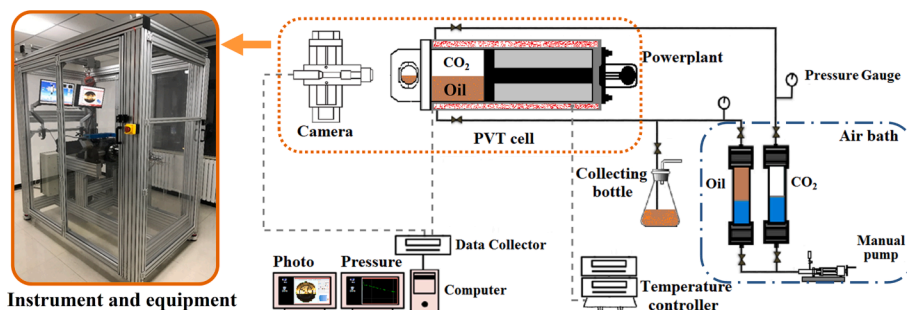 Instrument and equipment
Camera
CO2
Oil
PVT cell
Powerplant
Pressure Gauge
Air bath
Oil
CO2
Manual
pump
Collecting
bottle
Data Collector
Photo
Pressure
Computer
Temperature
controller